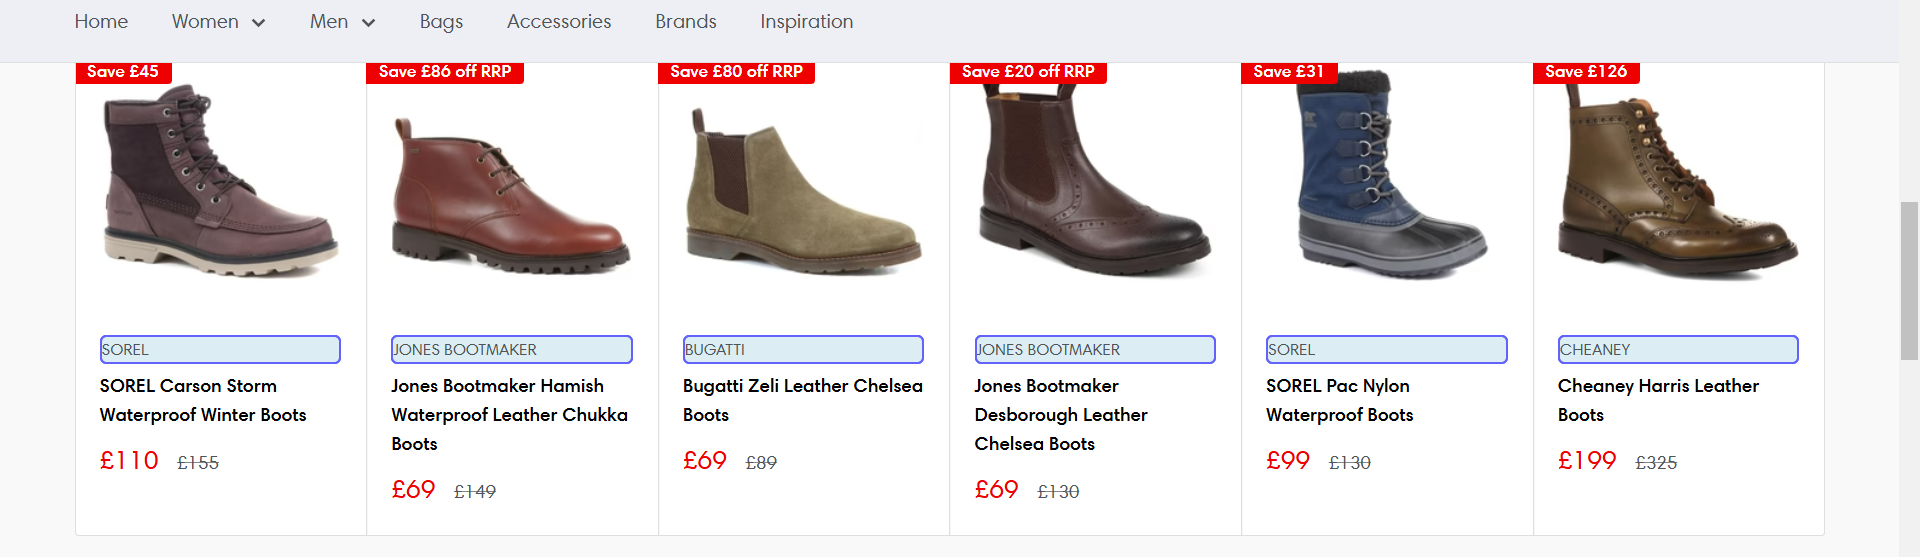 Home Women Men Bags Accessories Brands Inspiration
Save £45
Save £86 off RRP
Save £80 off RRP
Save £20 off RRP
Save £31
Save £126
SOREL
SOREL Carson Storm
Waterproof Winter Boots
£110 £155
JONES BOOTMAKER
Jones Bootmaker Hamish
Waterproof Leather Chukka
Boots
£69 £149
BUGATTI
Bugatti Zeli Leather Chelsea
Boots
£69 £89
JONES BOOTMAKER
Jones Bootmaker
Desborough Leather
Chelsea Boots
£69 £130
SOREL
SOREL Pac Nylon
Waterproof Boots
£99 £130
CHEANEY
Cheaney Harris Leather
Boots
£199 £325